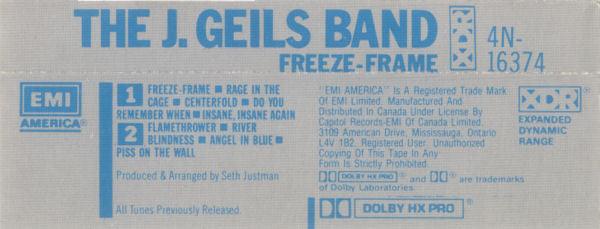 THE J. GEILS BAND
FREEZE-FRAME
XDR
4N-
16374
EMI
AMERICA®
1 FREEZE-FRAME ■ RAGE IN THE
CAGE ■ CENTERFOLD ■ DO YOU
REMEMBER WHEN ■ INSANE, INSANE AGAIN
2 FLAMETHROWER ■ RIVER
BLINDNESS ■ ANGEL IN BLUE ■
PISS ON THE WALL
Produced & Arranged by Seth Justman
All Tunes Previously Released.
"EMI AMERICA" Is A Registered Trade Mark
Of EMI Limited. Manufactured And
Distributed In Canada Under License By
Capitol Records-EMI Of Canada Limited.
3109 American Drive, Mississauga, Ontario
L4V 1B2. Registered User. Unauthorized
Copying Of This Tape In Any
Form Is Strictly Prohibited.
DOLBY HX PRO® and ® are trademarks
of Dolby Laboratories.
DOLBY HX PRO®
XDR®
EXPANDED
DYNAMIC
RANGE